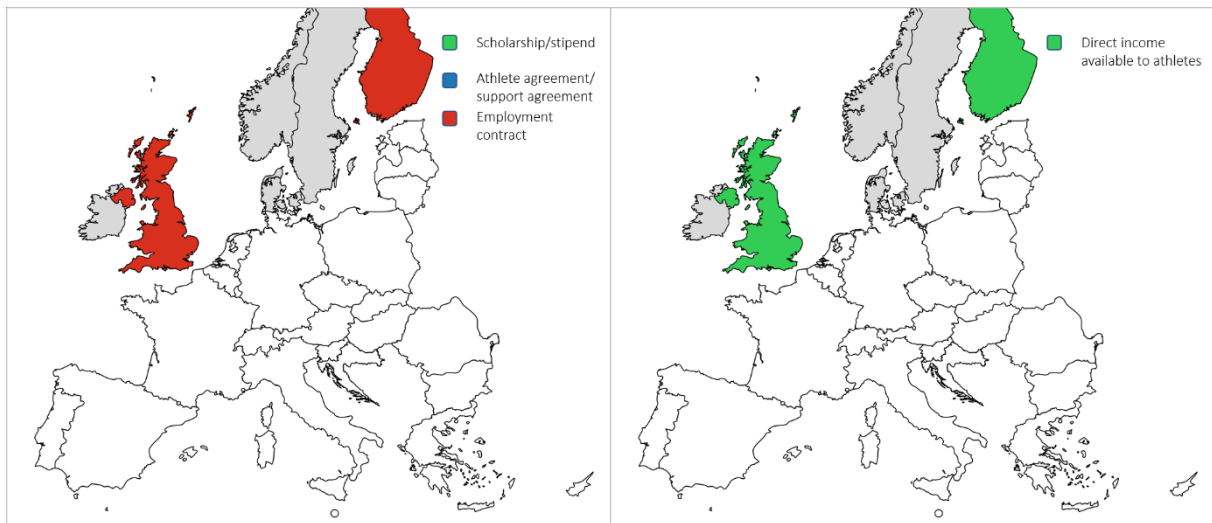 Scholarship/stipend
Athlete agreement/
support agreement
Employment
contract
Direct income
available to athletes